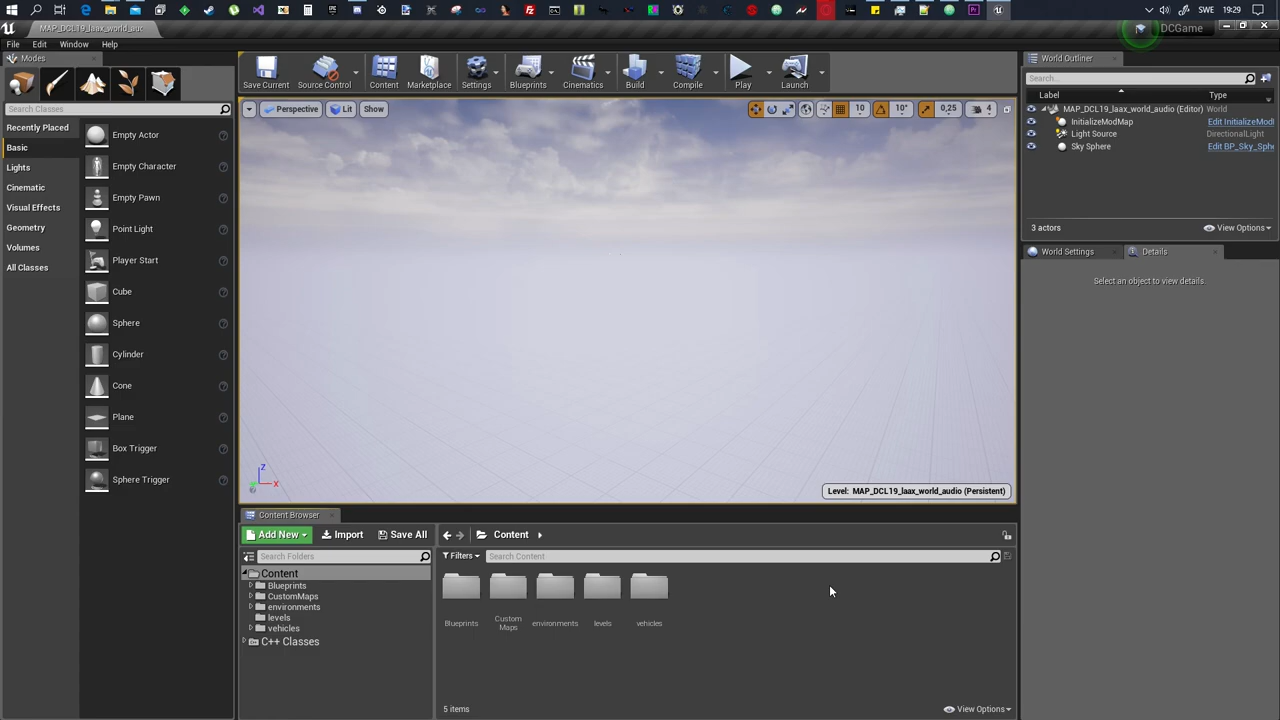 SWE 19:29
MAP_DCL19_laax_world_aud
DCGame
File Edit Window Help
Modes
Search Classes
Recently Placed
Basic
Lights
Cinematic
Visual Effects
Geometry
Volumes
All Classes
Empty Actor
Empty Character
Empty Pawn
Point Light
Player Start
Cube
Sphere
Cylinder
Cone
Plane
Box Trigger
Sphere Trigger
Save Current Source Control Content Marketplace Settings Blueprints Cinematics Build Compile Play Launch
Perspective Lit Show 10 10° 0,25 4
Z
X
Level: MAP_DCL19_laax_world_audio (Persistent)
World Outliner
Search...
Label Type
MAP_DCL19_laax_world_audio (Editor) World
InitializeModMap Edit InitializeModI
Light Source DirectionalLight
Sky Sphere Edit BP_Sky_Sphe
3 actors View Options
World Settings Details
Select an object to view details
Content Browser
Add New Import Save All Content
Search Folders
Filters Search Content
Content
Blueprints
CustomMaps
environments
levels
vehicles
C++ Classes
Blueprints
Custom
Maps
environments
levels
vehicles
5 items View Options